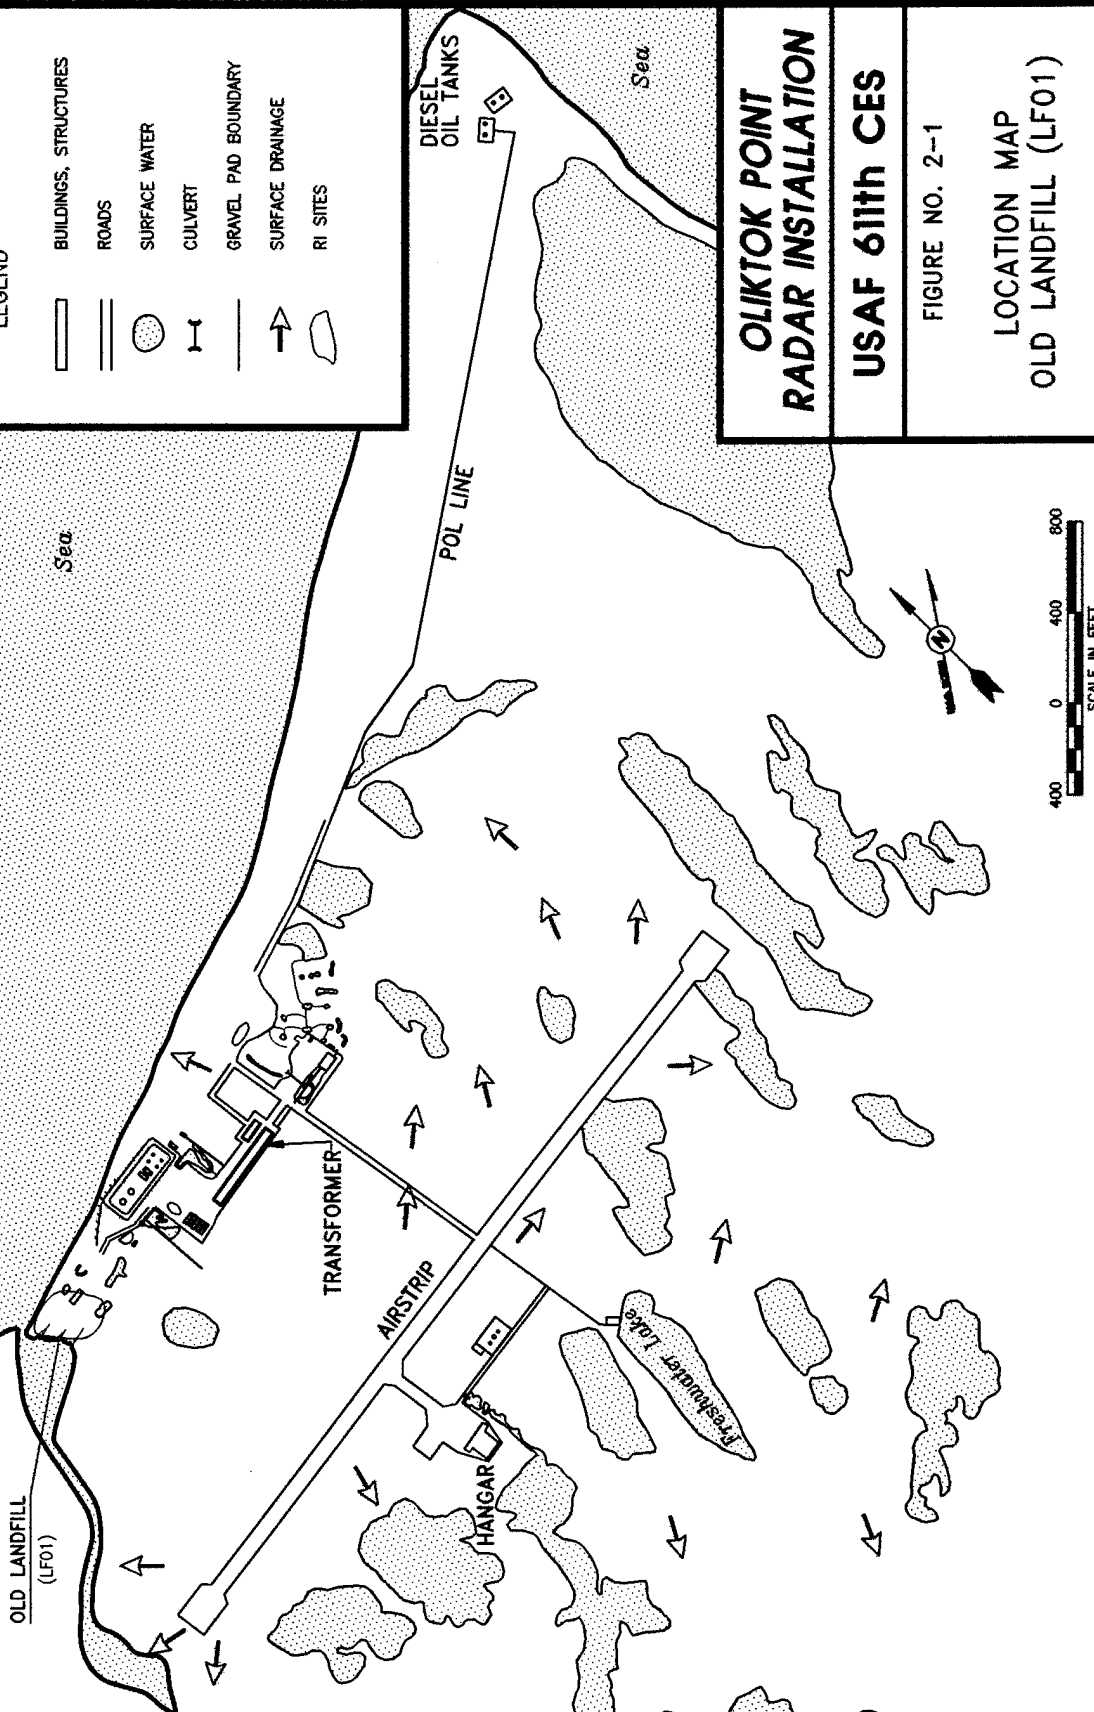 LEGEND
BUILDINGS, STRUCTURES
ROADS
SURFACE WATER
CULVERT
GRAVEL PAD BOUNDARY
SURFACE DRAINAGE
RI SITES
Sea
Sea
DIESEL
OIL TANKS
POL LINE
TRANSFORMER
AIRSTRIP
HANGAR
Freshwater Lake
OLD LANDFILL
(LF01)
N
400 0 400 800
SCALE IN FEET
OLIKTOK POINT
RADAR INSTALLATION
USAF 611th CES
FIGURE NO. 2-1
LOCATION MAP
OLD LANDFILL (LF01)